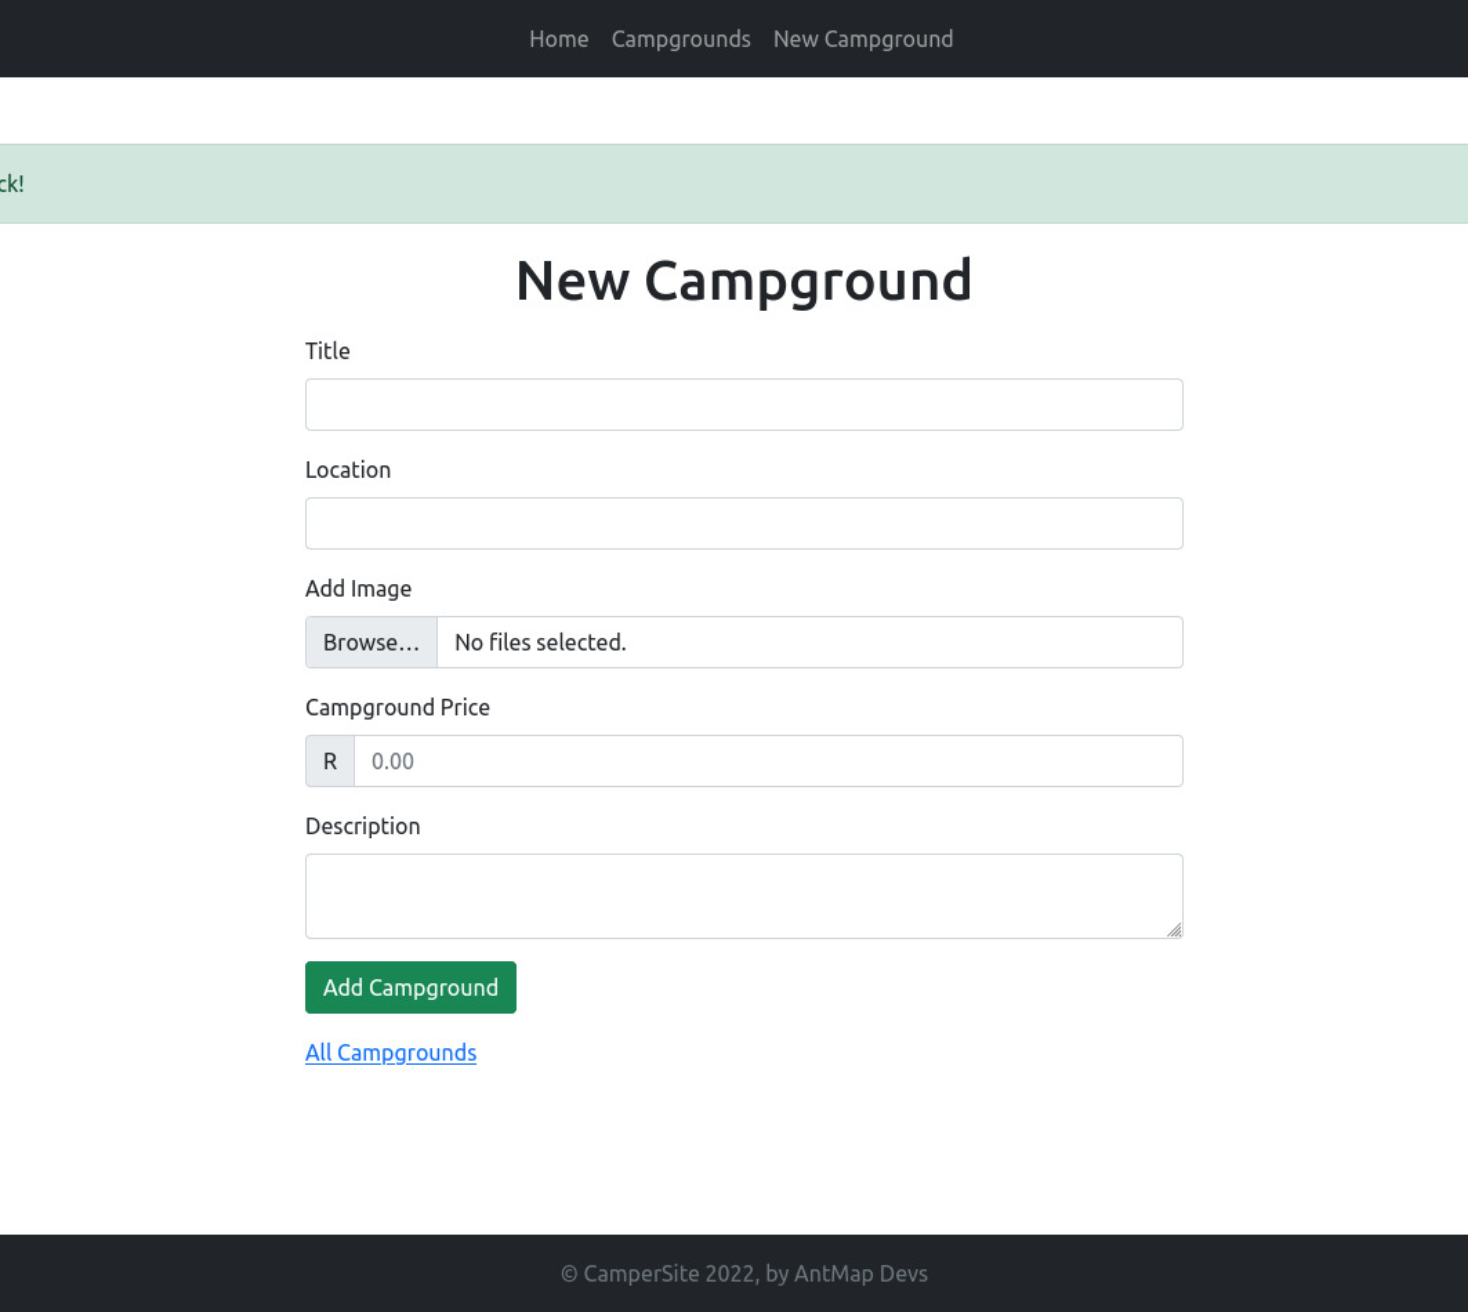 Home Campgrounds New Campground
ck!
New Campground
Title
Location
Add Image
Browse... No files selected.
Campground Price
R 0.00
Description
Add Campground
All Campgrounds
© CamperSite 2022, by AntMap Devs